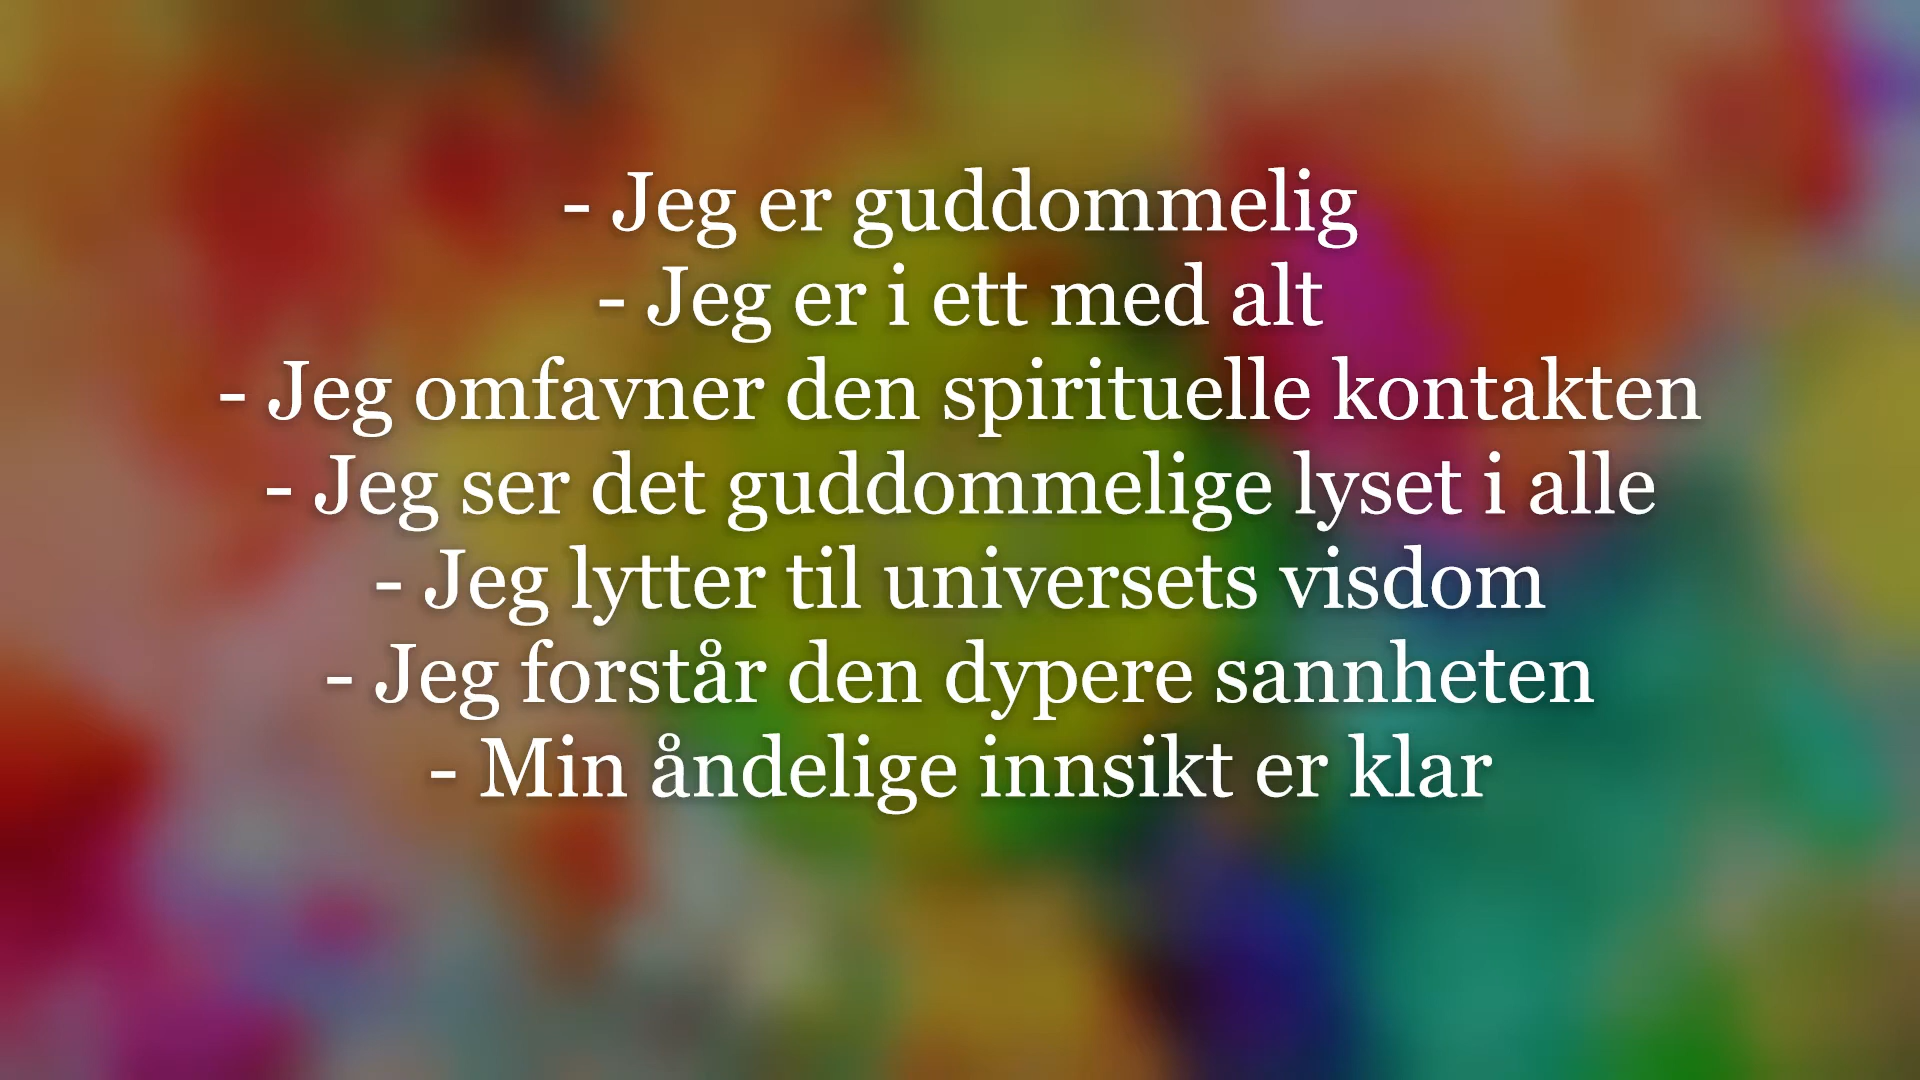 - Jeg er guddommelig
- Jeg er i ett med alt
- Jeg omfavner den spirituelle kontakten
- Jeg ser det guddommelige lyset i alle
- Jeg lytter til universets visdom
- Jeg forstår den dypere sannheten
- Min åndelige innsikt er klar